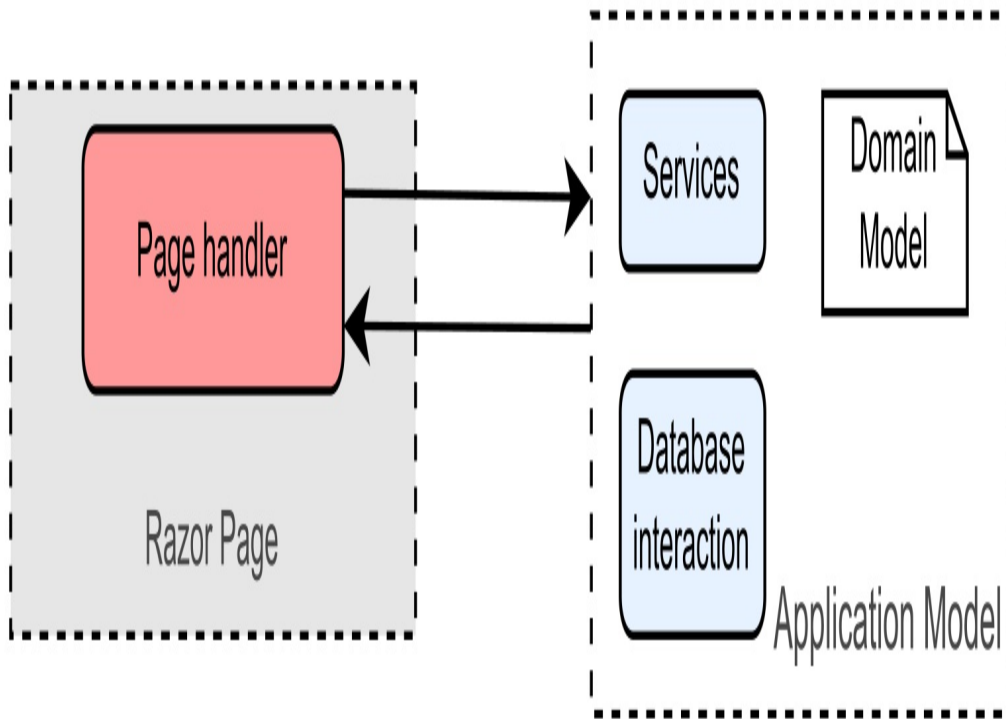 Page handler
Razor Page
Services
Domain
Model
Database
interaction
Application Model